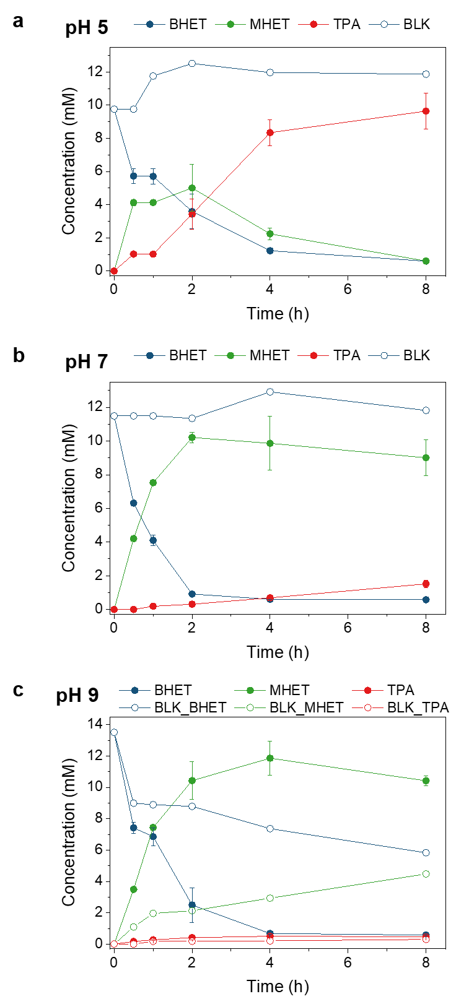 a
pH 5
BHET MHET TPA BLK
12
10
8
6
4
2
0
Concentration (mM)
0 2 4 6 8
Time (h)
b
pH 7
BHET MHET TPA BLK
12
10
8
6
4
2
0
Concentration (mM)
0 2 4 6 8
Time (h)
c
pH 9
BHET MHET TPA
BLK_BHET BLK_MHET BLK_TPA
14
12
10
8
6
4
2
0
Concentration (mM)
0 2 4 6 8
Time (h)